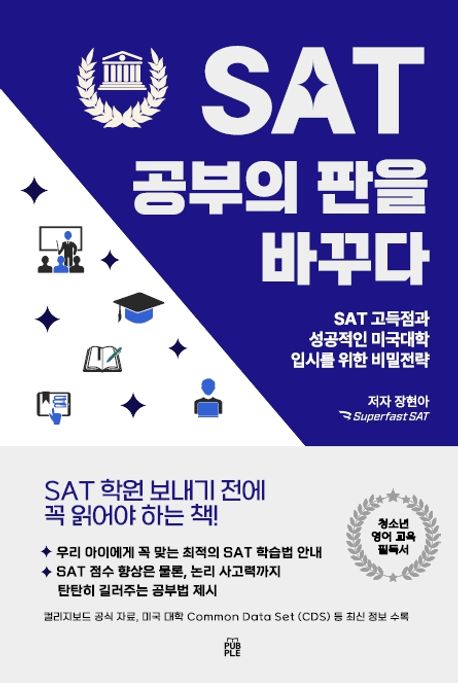 SAT
공부의 판을
바꾸다
SAT 고득점과
성공적인 미국대학
입시를 위한 비밀전략
저자 장현아
Superfast SAT
SAT 학원 보내기 전에
꼭 읽어야 하는 책!
우리 아이에게 꼭 맞는 최적의 SAT 학습법 안내
SAT 점수 향상은 물론, 논리 사고력까지
탄탄히 길러주는 공부법 제시
청소년
영어 교육
필독서
컬리지보드 공식 자료, 미국 대학 Common Data Set (CDS) 등 최신 정보 수록
PUB
PLE